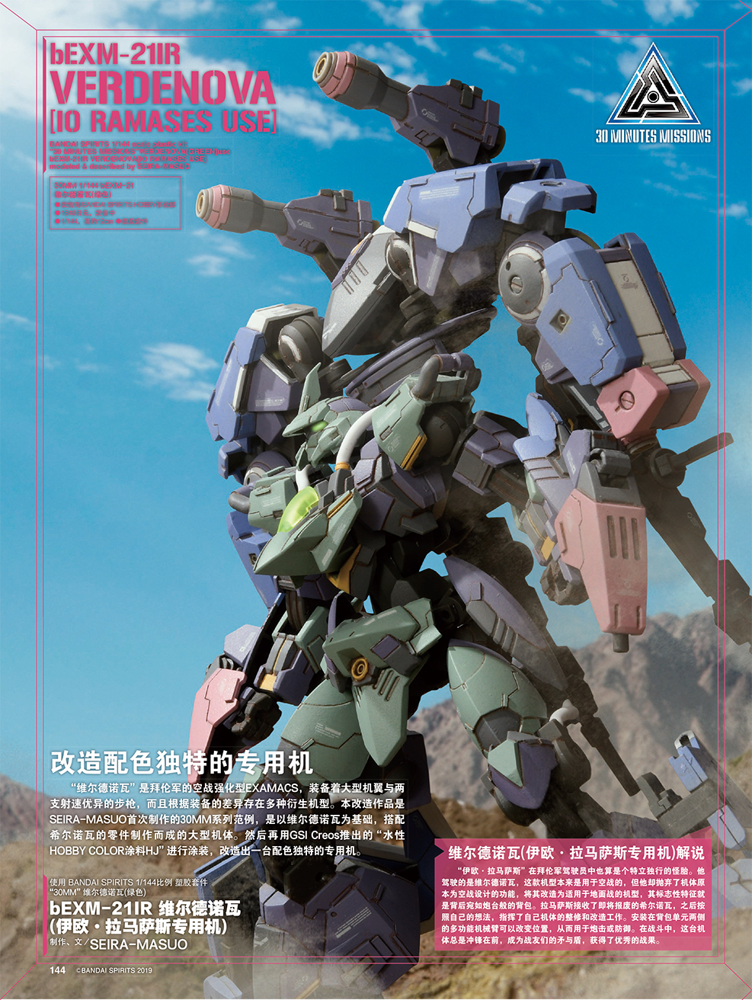 bEXM-21IR
VERDENOVA
[IO RAMASES USE]
BANDAI SPIRITS 1/144 scale plastic kit
"30 MINUTES MISSIONS" VERDENOVA [GREEN] use
bEXM-21IR VERDENOVA [IO RAMASES USE]
modeled & described by SEIRA-MASUO
30MM 1/144 bEXM-21
维尔德诺瓦(绿色)
30 MINUTES MISSIONS
改造配色独特的专用机
“维尔德诺瓦”是拜伦军的空战强化型EXAMACS，装备着大型机翼与两
支射速优异的步枪，而且根据装备的差异存在多种衍生机型。本改造作品是
SEIRA-MASUO首次制作的30MM系列范例，是以维尔德诺瓦为基础，搭配
希尔诺瓦的零件制作而成的大型机体。然后再用GSI Creos推出的“水性
HOBBY COLOR涂料HJ”进行涂装，改造出一台配色独特的专用机。
使用 BANDAI SPIRITS 1/144比例 塑胶套件
“30MM” 维尔德诺瓦(绿色)
bEXM-21IR 维尔德诺瓦
(伊欧·拉马萨斯专用机)
制作、文／SEIRA-MASUO
维尔德诺瓦(伊欧·拉马萨斯专用机)解说
“伊欧·拉马萨斯”在拜伦军驾驶员中也算是个特立独行的怪胎。他
驾驶的是维尔德诺瓦，这款机型本来是用于空战的，但他却抛弃了机体原
本为空战设计的功能，将其改造为适用于地面战的机型，其标志性特征就
是背后宛如炮台般的背包。拉马萨斯接收了即将报废的希尔诺瓦，之后按
照自己的想法，指挥了自己机体的整修和改造工作。安装在背包单元两侧
的多功能机械臂可以改变位置，从而用于炮击或防御。在战斗中，这台机
体总是冲锋在前，成为战友们的矛与盾，获得了优秀的战果。
144 ©BANDAI SPIRITS 2019